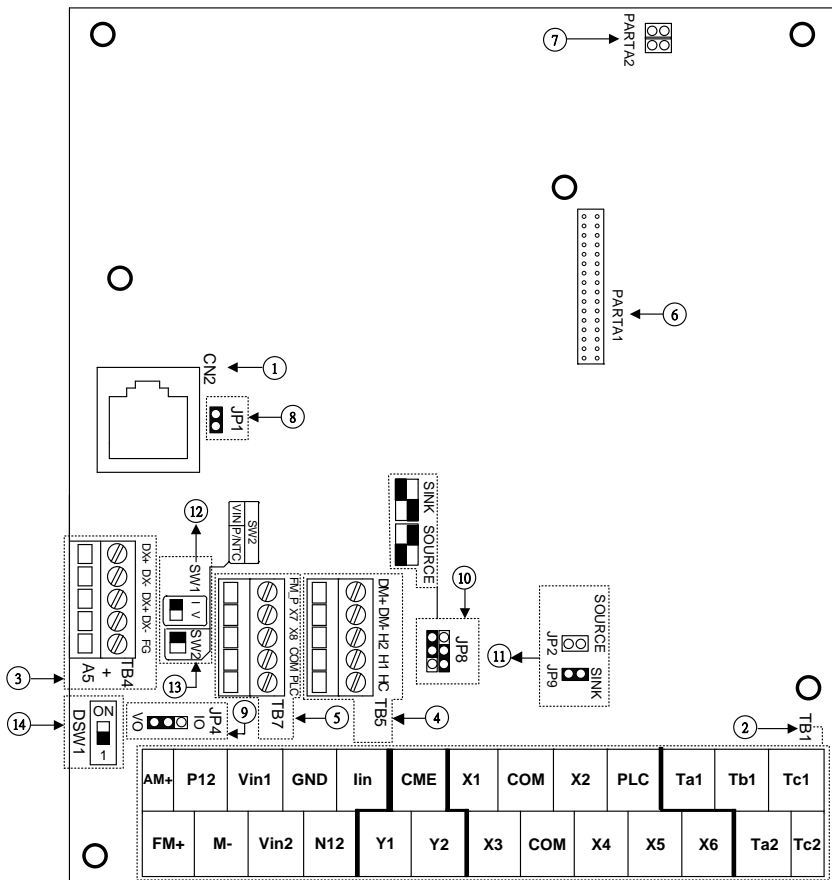 7
PARTA2
PARTA1
6
1
CN2
JP1
8
12
SW2
VIN P/NTC
SINK SOURCE
10
JP8
SOURCE
JP2
JP9
SINK
11
DX+ DX- DX+ DX- FG
TB4
A5 + -
3
SW1
I V
SW2
13
FM_P X7 X8 COM PLC
TB7
5
DM+ DM- H2 H1 HC
TB5
4
14
DSW1
ON
1
VO IO
JP4
9
2
TB1
AM+ P12 Vin1 GND Iin CME X1 COM X2 PLC Ta1 Tb1 Tc1
FM+ M- Vin2 N12 Y1 Y2 X3 COM X4 X5 X6 Ta2 Tc2